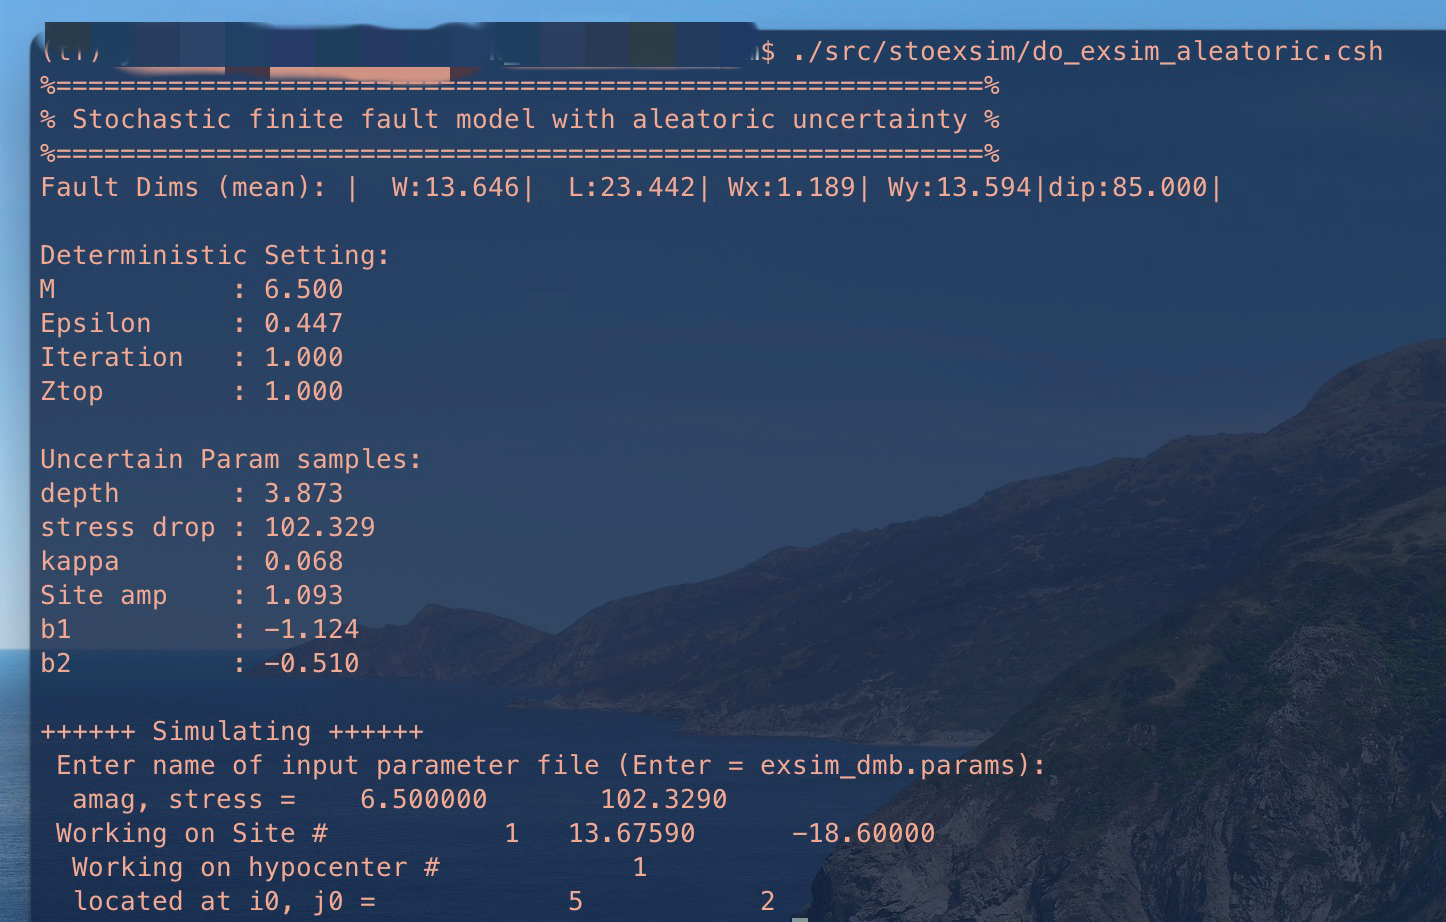 (tf) $ ./src/stoexsim/do_exsim_aleatoric.csh
%==========================================================%
% Stochastic finite fault model with aleatoric uncertainty %
%==========================================================%
Fault Dims (mean): |  W:13.646|  L:23.442| Wx:1.189| Wy:13.594|dip:85.000|
Deterministic Setting:
M           : 6.500
Epsilon     : 0.447
Iteration   : 1.000
Ztop        : 1.000
Uncertain Param samples:
depth       : 3.873
stress drop : 102.329
kappa       : 0.068
Site amp    : 1.093
b1          : −1.124
b2          : −0.510
++++++ Simulating ++++++
 Enter name of input parameter file (Enter = exsim_dmb.params):
  amag, stress =    6.500000       102.3290
 Working on Site #           1   13.67590      −18.60000
  Working on hypocenter #            1
  located at i0, j0 =            5           2